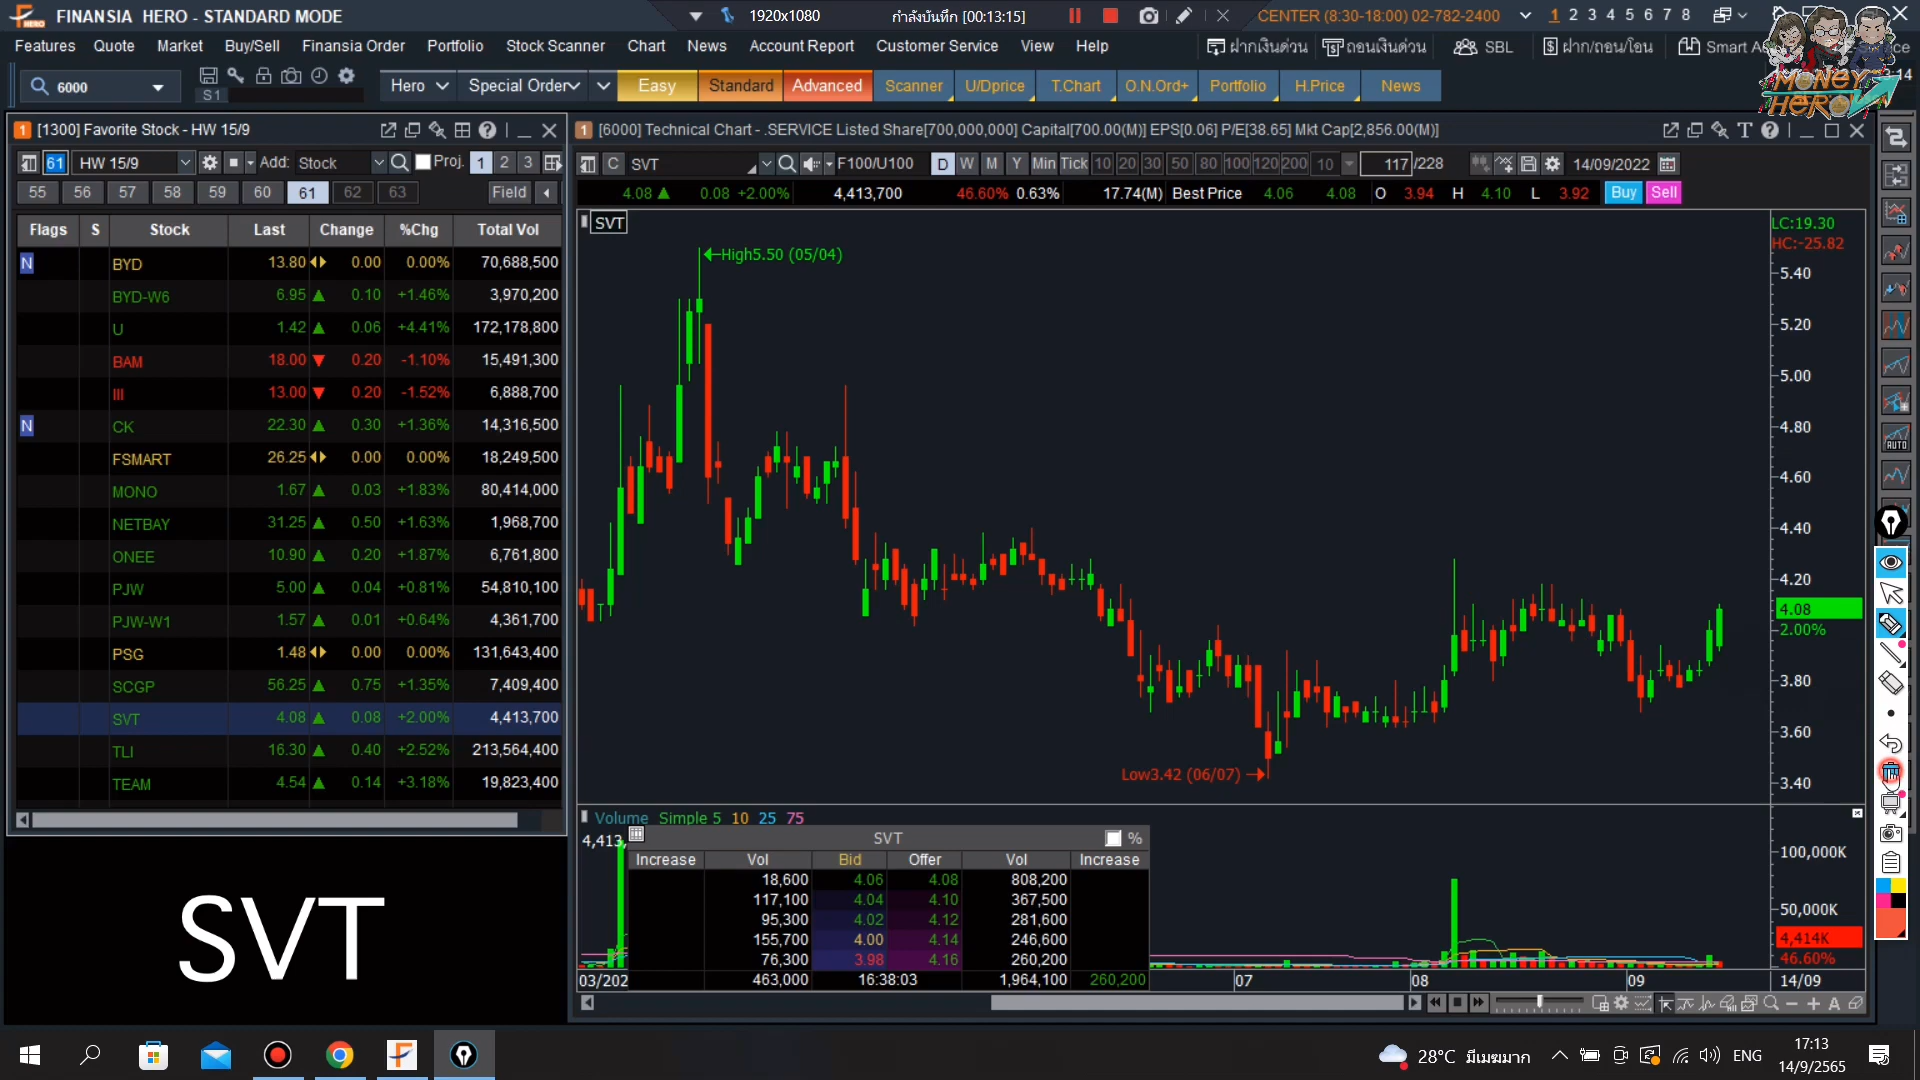 FINANSIA HERO - STANDARD MODE
1920x1080
กำลังบันทึก [00:13:15]
CENTER (8:30-18:00) 02-782-2400
1 2 3 4 5 6 7 8
Features Quote Market Buy/Sell Finansia Order Portfolio Stock Scanner Chart News Account Report Customer Service View Help
ฝากเงินด่วน ถอนเงินด่วน SBL ฝาก/ถอน/โอน Smart
MONEY HERO
6000
S1
Hero Special Order Easy Standard Advanced Scanner U/Dprice T.Chart O.N.Ord+ Portfolio H.Price News
1 [1300] Favorite Stock - HW 15/9
61 HW 15/9 Add: Stock Proj. 1 2 3
55 56 57 58 59 60 61 62 63 Field
Flags S Stock Last Change %Chg Total Vol
N BYD 13.80 0.00 0.00% 70,688,500
BYD-W6 6.95 ▲ 0.10 +1.46% 3,970,200
U 1.42 ▲ 0.06 +4.41% 172,178,800
BAM 18.00 ▼ 0.20 -1.10% 15,491,300
III 13.00 ▼ 0.20 -1.52% 6,888,700
N CK 22.30 ▲ 0.30 +1.36% 14,316,500
FSMART 26.25 0.00 0.00% 18,249,500
MONO 1.67 ▲ 0.03 +1.83% 80,414,000
NETBAY 31.25 ▲ 0.50 +1.63% 1,968,700
ONEE 10.90 ▲ 0.20 +1.87% 6,761,800
PJW 5.00 ▲ 0.04 +0.81% 54,810,100
PJW-W1 1.57 ▲ 0.01 +0.64% 4,361,700
PSG 1.48 0.00 0.00% 131,643,400
SCGP 56.25 ▲ 0.75 +1.35% 7,409,400
SVT 4.08 ▲ 0.08 +2.00% 4,413,700
TLI 16.30 ▲ 0.40 +2.52% 213,564,400
TEAM 4.54 ▲ 0.14 +3.18% 19,823,400
SVT
1 [6000] Technical Chart - .SERVICE Listed Share[700,000,000] Capital[700.00(M)] EPS[0.06] P/E[38.65] Mkt Cap[2,856.00(M)]
C SVT F100/U100 D W M Y Min Tick 10 20 30 50 80 100 120 200 10 117/228 14/09/2022
4.08 ▲ 0.08 +2.00% 4,413,700 46.60% 0.63% 17.74(M) Best Price 4.06 4.08 O 3.94 H 4.10 L 3.92 Buy Sell
SVT
LC:19.30
HC:-25.82
High5.50 (05/04)
Low3.42 (06/07)
5.40
5.20
5.00
4.80
4.60
4.40
4.20
4.08
2.00%
3.80
3.60
3.40
Volume Simple 5 10 25 75
4,413,
SVT %
Increase Vol Bid Offer Vol Increase
18,600 4.06 4.08 808,200
117,100 4.04 4.10 367,500
95,300 4.02 4.12 281,600
155,700 4.00 4.14 246,600
76,300 3.98 4.16 260,200
463,000 16:38:03 1,964,100 260,200
100,000K
50,000K
4,414K
46.60%
03/202 07 08 09 14/09
AUTO
28°C มีเมฆมาก ENG
17:13
14/9/2565